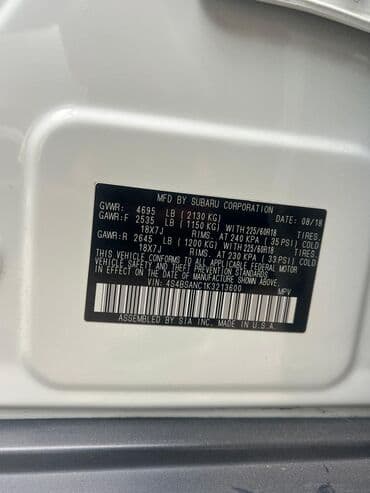 MFD BY SUBARU CORPORATION DATE: 08/18
GVWR: 4695 LB ( 2130 KG)
GAWR:F 2535 LB ( 1150 KG) WITH 225/60R18 TIRES,
18X7J RIMS, AT 240 KPA ( 35 PSI) COLD
GAWR:R 2645 LB ( 1200 KG) WITH 225/60R18 TIRES,
18X7J RIMS, AT 230 KPA ( 33 PSI) COLD
THIS VEHICLE CONFORMS TO ALL APPLICABLE FEDERAL MOTOR
VEHICLE SAFETY AND THEFT PREVENTION STANDARDS
IN EFFECT ON THE DATE OF MANUFACTURE SHOWN ABOVE.
VIN: 4S4BSANC1K3213600 MPV
ASSEMBLED BY SIA INC. MADE IN U.S.A.